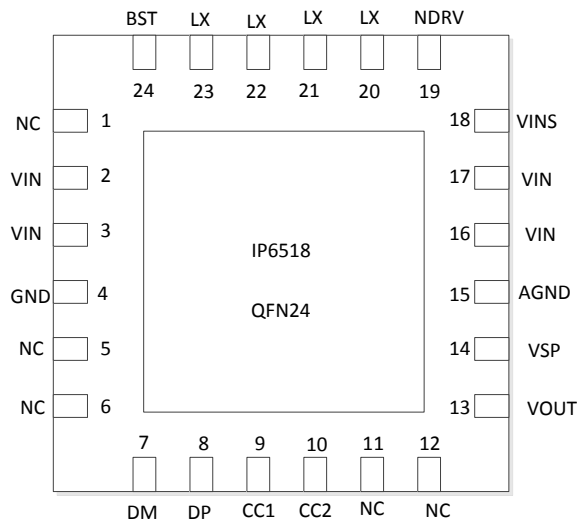 BST LX LX LX LX NDRV
24 23 22 21 20 19
NC 1 18 VINS
VIN 2 17 VIN
VIN 3 16 VIN
IP6518
GND 4 15 AGND
QFN24
NC 5 14 VSP
NC 6 13 VOUT
7 8 9 10 11 12
DM DP CC1 CC2 NC NC